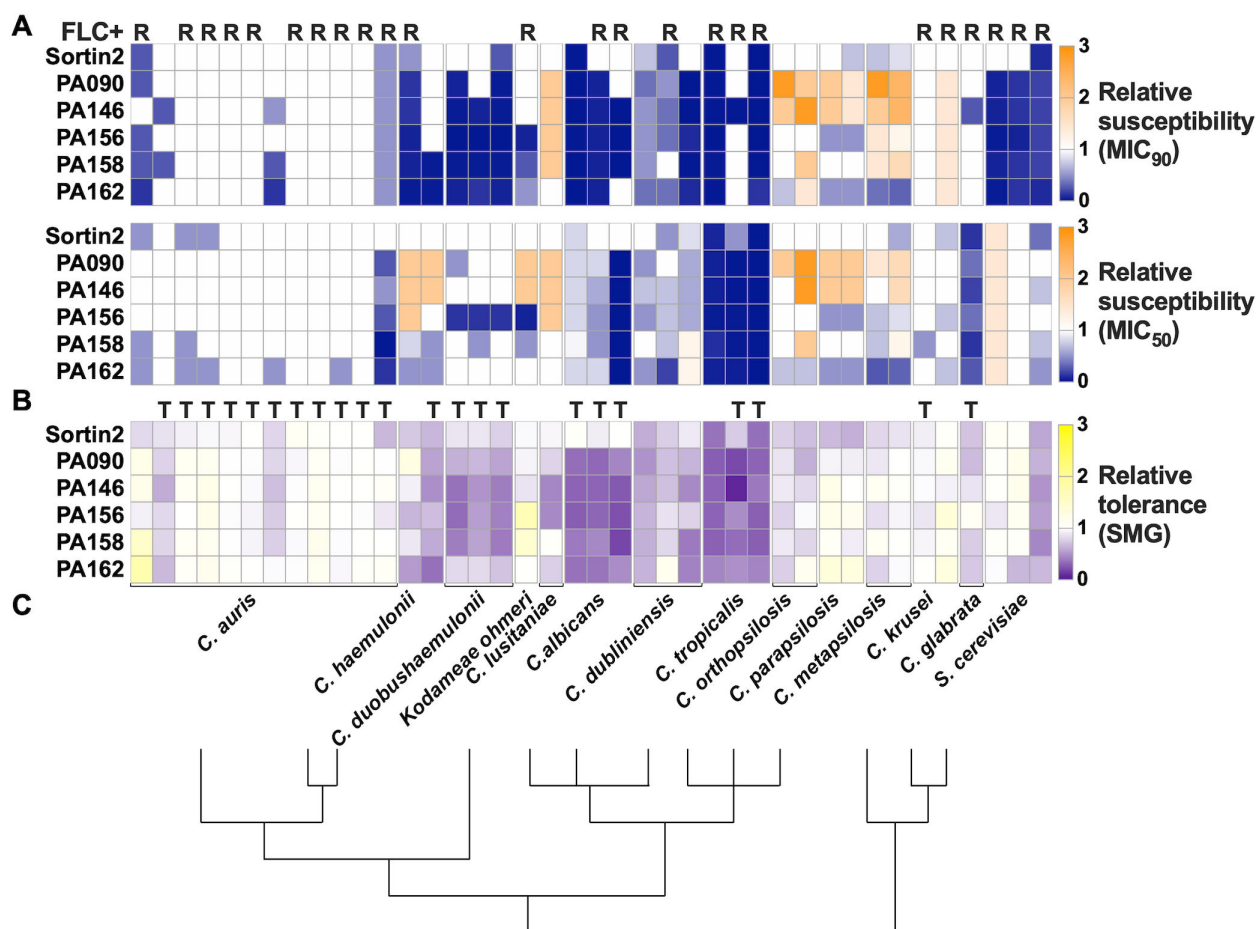 A
FLC+ R R R R R R R R R R R R R R R R R R R R R R R R R
Sortin2
PA090
PA146
PA156
PA158
PA162
3
2
1
0
Relative
susceptibility
(MIC90)
Sortin2
PA090
PA146
PA156
PA158
PA162
3
2
1
0
Relative
susceptibility
(MIC50)
B
T T T T T T T T T T T T T T T T T T T T T T
Sortin2
PA090
PA146
PA156
PA158
PA162
3
2
1
0
Relative
tolerance
(SMG)
C
C. auris
C. haemulonii
C. duobushaemulonii
Kodameae ohmeri
C. lusitaniae
C.albicans
C. dubliniensis
C. tropicalis
C. orthopsilosis
C. parapsilosis
C. metapsilosis
C. krusei
C. glabrata
S. cerevisiae